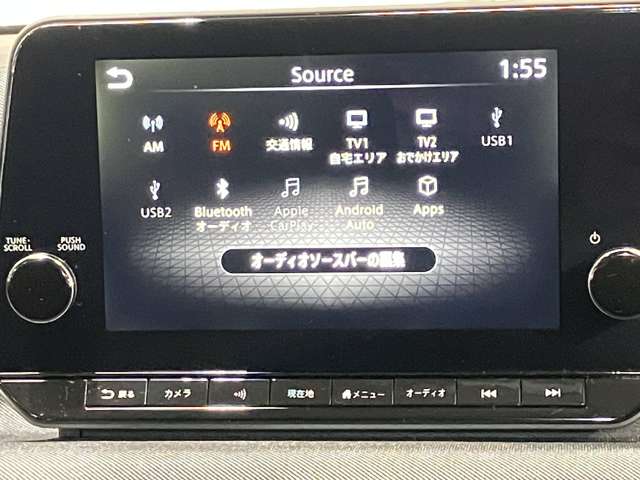 Source
1:55
AM
FM
交通情報
TV1
自宅エリア
TV2
おでかけエリア
USB1
USB2
Bluetooth
オーディオ
Apple
CarPlay
Android
Auto
Apps
TUNE・
SCROLL
PUSH
SOUND
オーディオソースバーの編集
戻る
カメラ
現在地
メニュー
オーディオ